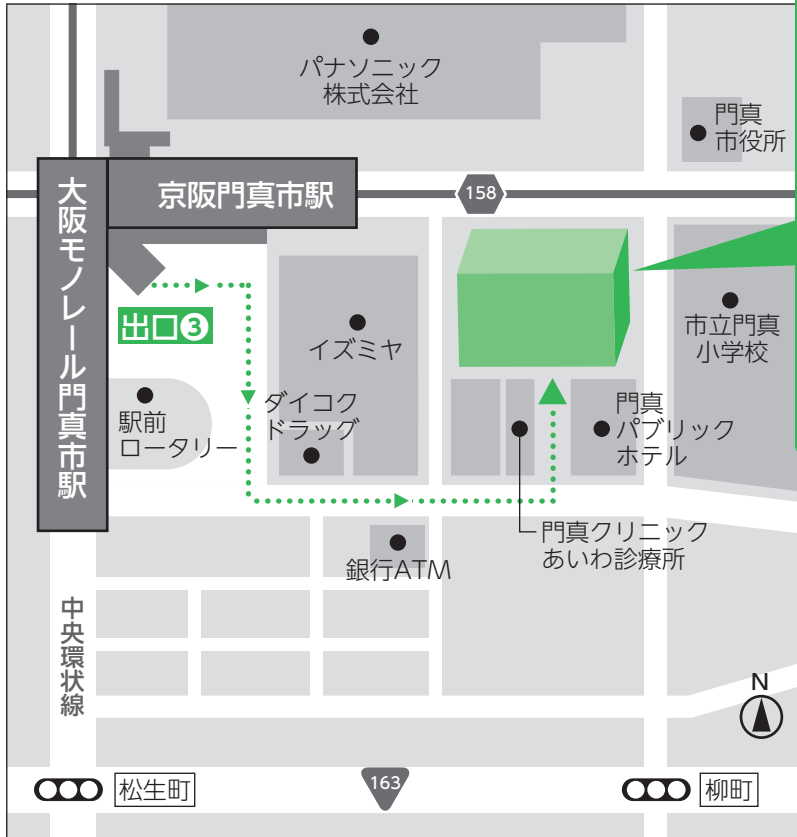 パナソニック
株式会社
門真
市役所
京阪門真市駅
158
大阪モノレール門真市駅
出口❸
イズミヤ
市立門真
小学校
駅前
ロータリー
ダイコク
ドラッグ
門真
パブリック
ホテル
門真クリニック
あいわ診療所
銀行ATM
中央環状線
N
松生町
163
柳町